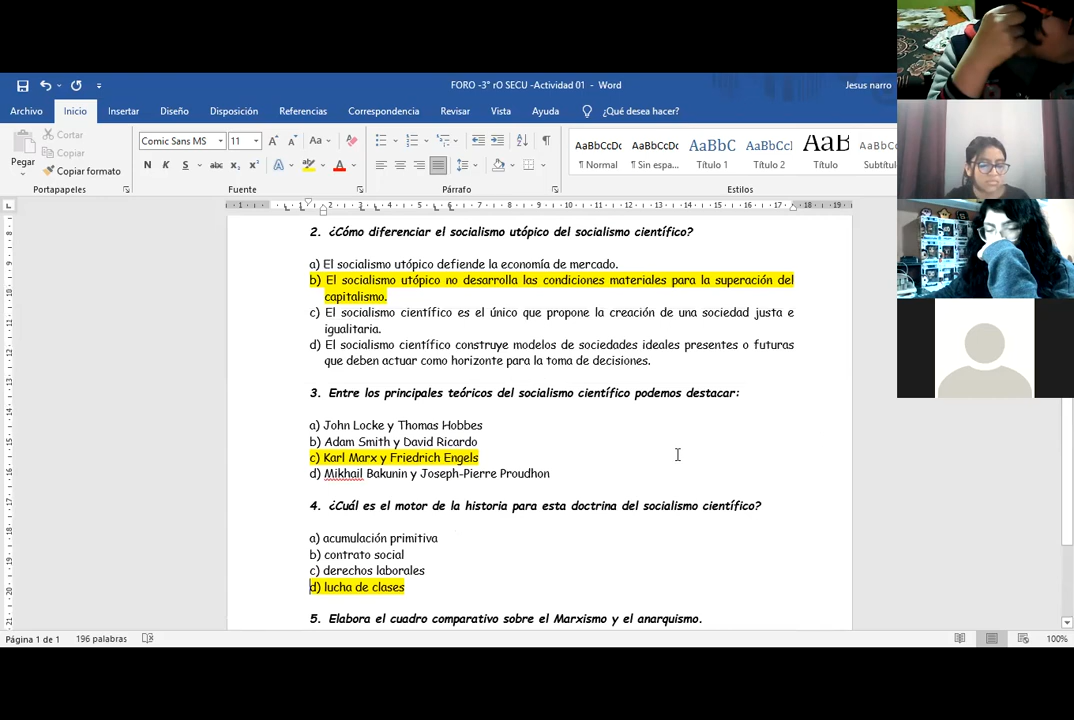 FORO -3° rO SECU -Actividad 01 - Word
Jesus narro
Archivo Inicio Insertar Diseño Disposición Referencias Correspondencia Revisar Vista Ayuda ¿Qué desea hacer?
Pegar
Cortar
Copiar
Copiar formato
Portapapeles
Comic Sans MS 11
Fuente
Párrafo
AaBbCcDc AaBbCcDc AaBbC AaBbCcI AaB AaBbCcD
¶ Normal ¶ Sin espa... Título 1 Título 2 Título Subtít
Estilos
2. ¿Cómo diferenciar el socialismo utópico del socialismo científico?
a) El socialismo utópico defiende la economía de mercado.
b) El socialismo utópico no desarrolla las condiciones materiales para la superación del
capitalismo.
c) El socialismo científico es el único que propone la creación de una sociedad justa e
igualitaria.
d) El socialismo científico construye modelos de sociedades ideales presentes o futuras
que deben actuar como horizonte para la toma de decisiones.
3. Entre los principales teóricos del socialismo científico podemos destacar:
a) John Locke y Thomas Hobbes
b) Adam Smith y David Ricardo
c) Karl Marx y Friedrich Engels
d) Mikhail Bakunin y Joseph-Pierre Proudhon
4. ¿Cuál es el motor de la historia para esta doctrina del socialismo científico?
a) acumulación primitiva
b) contrato social
c) derechos laborales
d) lucha de clases
5. Elabora el cuadro comparativo sobre el Marxismo y el anarquismo.
Página 1 de 1 196 palabras 100%